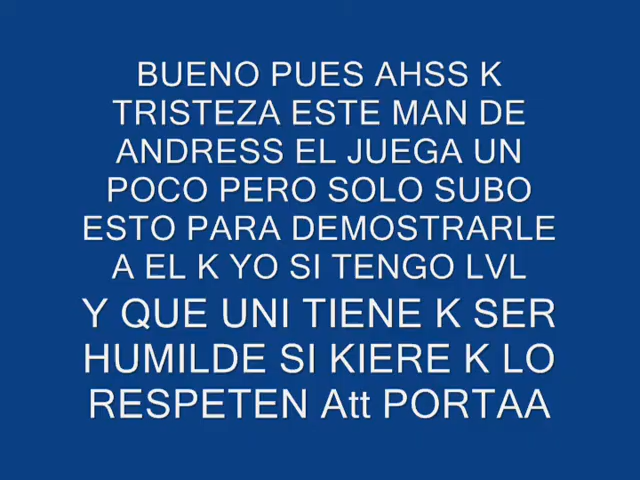 BUENO PUES AHSS K
TRISTEZA ESTE MAN DE
ANDRESS EL JUEGA UN
POCO PERO SOLO SUBO
ESTO PARA DEMOSTRARLE
A EL K YO SI TENGO LVL
Y QUE UNI TIENE K SER
HUMILDE SI KIERE K LO
RESPETEN Att PORTAA